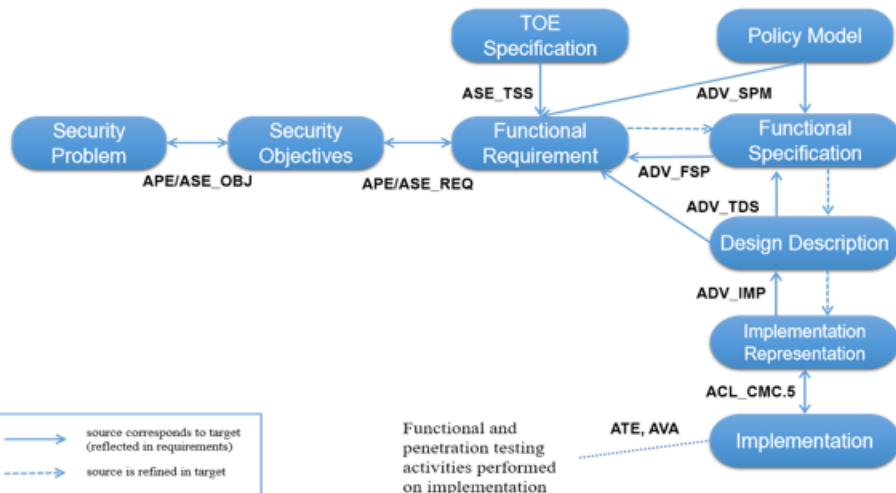 TOE
Specification
Policy Model
ASE_TSS
ADV_SPM
Security
Problem
Security
Objectives
Functional
Requirement
Functional
Specification
APE/ASE_OBJ
APE/ASE_REQ
ADV_FSP
ADV_TDS
Design Description
ADV_IMP
Implementation
Representation
ACL_CMC.5
Implementation
ATE, AVA
Functional and
penetration testing
activities performed
on implementation
source corresponds to target
(reflected in requirements)
source is refined in target